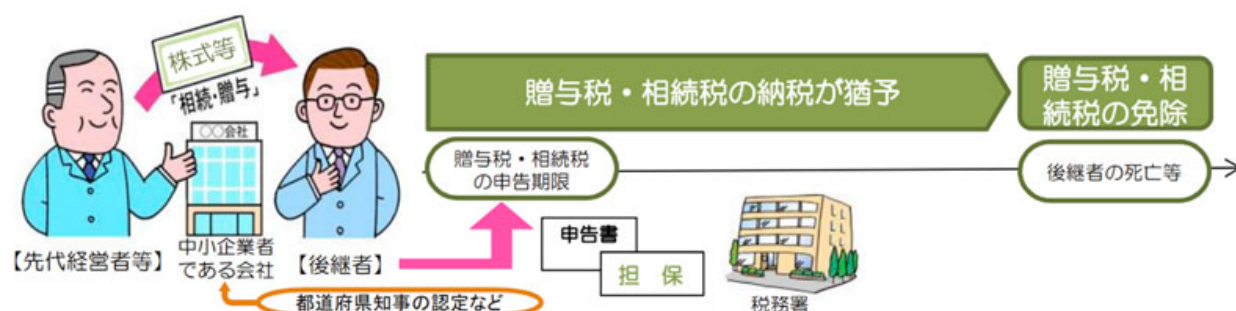 株式等
「相続・贈与」
〇〇会社
【先代経営者等】
中小企業者
である会社
【後継者】
都道府県知事の認定など
贈与税・相続税の納税が猶予
贈与税・相
続税の免除
贈与税・相続税
の申告期限
後継者の死亡等
申告書
担 保
税務署